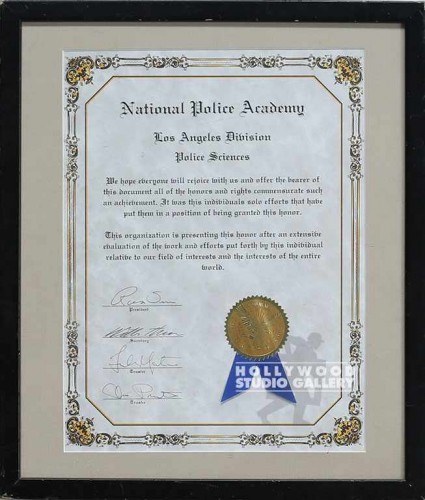 National Police Academy
Los Angeles Division
Police Sciences
We hope everyone will rejoice with us and offer the bearer of
this document all of the honors and rights commensurate such
an achievement. It was this individuals solo efforts that have
put them in a position of being granted this honor.
This organization is presenting this honor after an extensive
evaluation of the work and efforts put forth by this individual
relative to our field of interests and the interests of the entire
world.
President
Secretary
HOLLYWOOD
STUDIO GALLERY